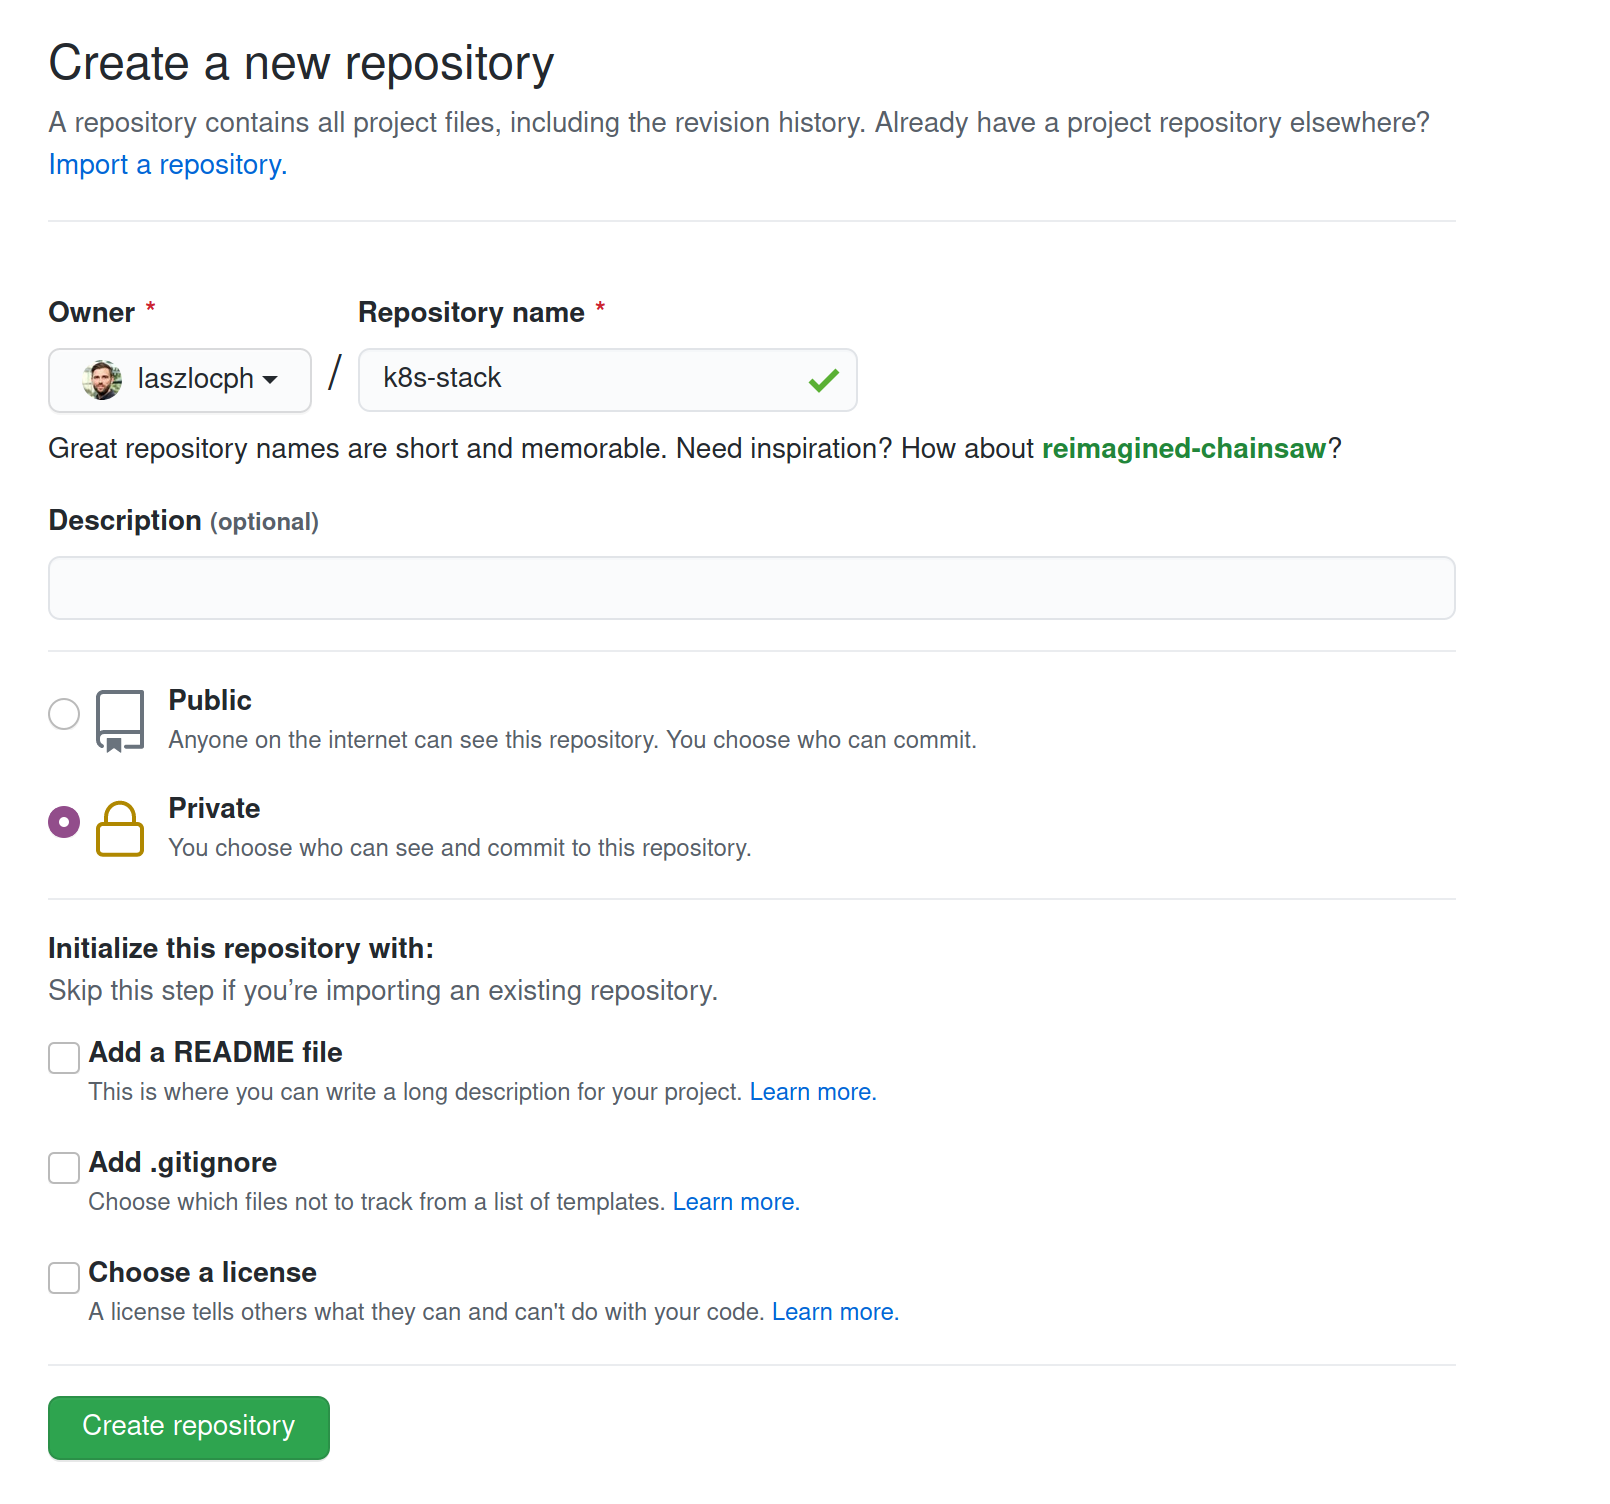 Create a new repository
A repository contains all project files, including the revision history. Already have a project repository elsewhere?
Import a repository.
Owner *
Repository name *
laszlocph
/
k8s-stack
Great repository names are short and memorable. Need inspiration? How about reimagined-chainsaw?
Description (optional)
Public
Anyone on the internet can see this repository. You choose who can commit.
Private
You choose who can see and commit to this repository.
Initialize this repository with:
Skip this step if you’re importing an existing repository.
Add a README file
This is where you can write a long description for your project. Learn more.
Add .gitignore
Choose which files not to track from a list of templates. Learn more.
Choose a license
A license tells others what they can and can't do with your code. Learn more.
Create repository